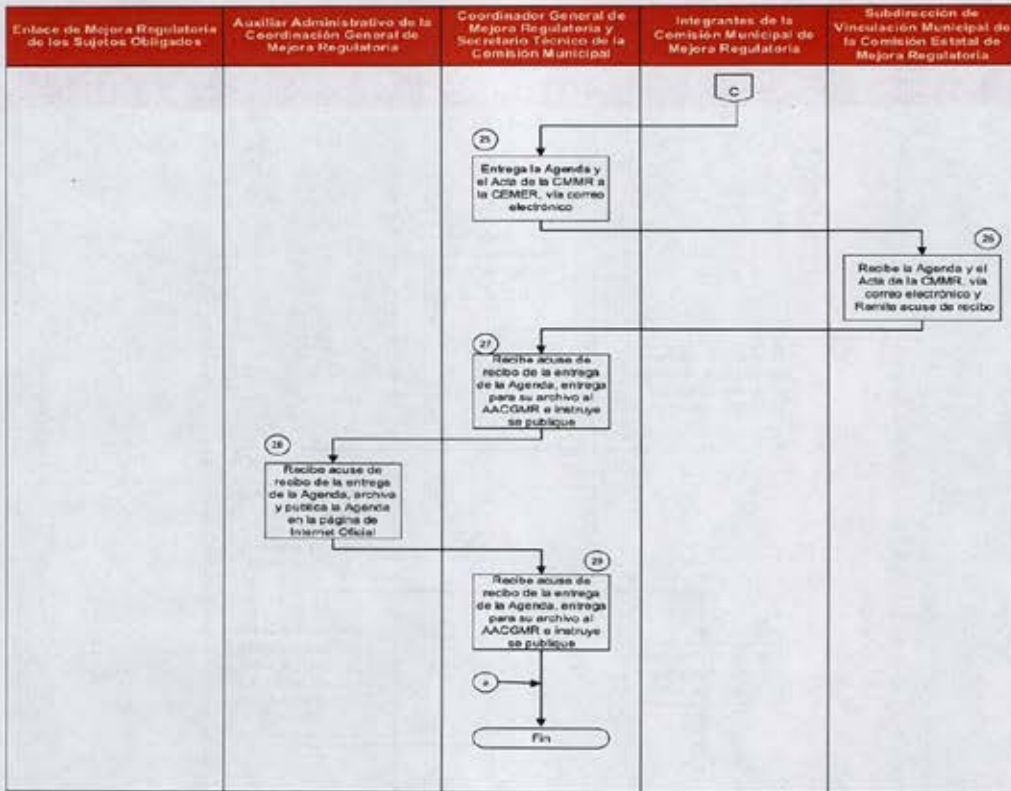 Enlace de Mejora Regulatoria
de los Sujetos Obligados
Auxiliar Administrativo de la
Coordinación General de
Mejora Regulatoria
Coordinador General de
Mejora Regulatoria y
Secretario Técnico de la
Comisión Municipal
Integrantes de la
Comisión Municipal de
Mejora Regulatoria
Subdirección de
Vinculación Municipal de
la Comisión Estatal de
Mejora Regulatoria
C
25
Entrega la Agenda y
el Acta de la CMMR a
la CEMER, vía correo
electrónico
26
Recibe la Agenda y el
Acta de la CMMR, vía
correo electrónico y
Remite acuse de recibo
27
Recibe acuse de
recibo de la entrega
de la Agenda, entrega
para su archivo al
AACGMR e instruye
se publique
28
Recibe acuse de
recibo de la entrega
de la Agenda, archiva
y publica la Agenda
en la página de
Internet Oficial
29
Recibe acuse de
recibo de la entrega
de la Agenda, entrega
para su archivo al
AACGMR e instruye
se publique
a
Fin